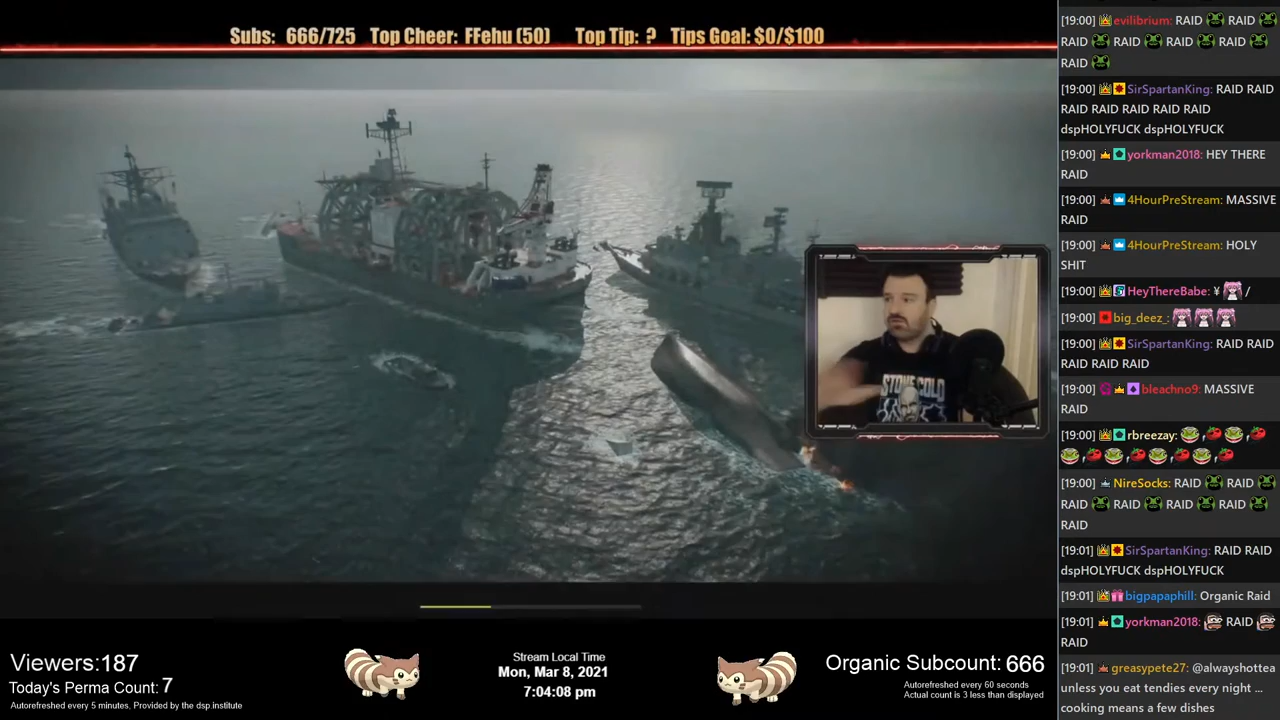 Subs: 666/725 Top Cheer: FFehu (50) Top Tip: ? Tips Goal: $0/$100
STONE COLD
Viewers:187
Today's Perma Count: 7
Autorefreshed every 5 minutes, Provided by the dsp.institute
Stream Local Time
Mon, Mar 8, 2021
7:04:08 pm
Organic Subcount: 666
Autorefreshed every 60 seconds
Actual count is 3 less than displayed
[19:00] evilibrium: RAID RAID
RAID RAID RAID RAID
RAID
[19:00] SirSpartanKing: RAID RAID
RAID RAID RAID RAID RAID
dspHOLYFUCK dspHOLYFUCK
[19:00] yorkman2018: HEY THERE
RAID
[19:00] 4HourPreStream: MASSIVE
RAID
[19:00] 4HourPreStream: HOLY
SHIT
[19:00] HeyThereBabe: ¥ /
[19:00] big_deez_:
[19:00] SirSpartanKing: RAID RAID
RAID RAID RAID
[19:00] bleachno9: MASSIVE
RAID
[19:00] rbreezay:
[19:00] NireSocks: RAID RAID
RAID RAID RAID RAID
RAID
[19:01] SirSpartanKing: RAID RAID
dspHOLYFUCK dspHOLYFUCK
[19:01] bigpapaphill: Organic Raid
[19:01] yorkman2018: RAID
RAID
[19:01] greasypete27: @alwayshottea
unless you eat tendies every night ...
cooking means a few dishes